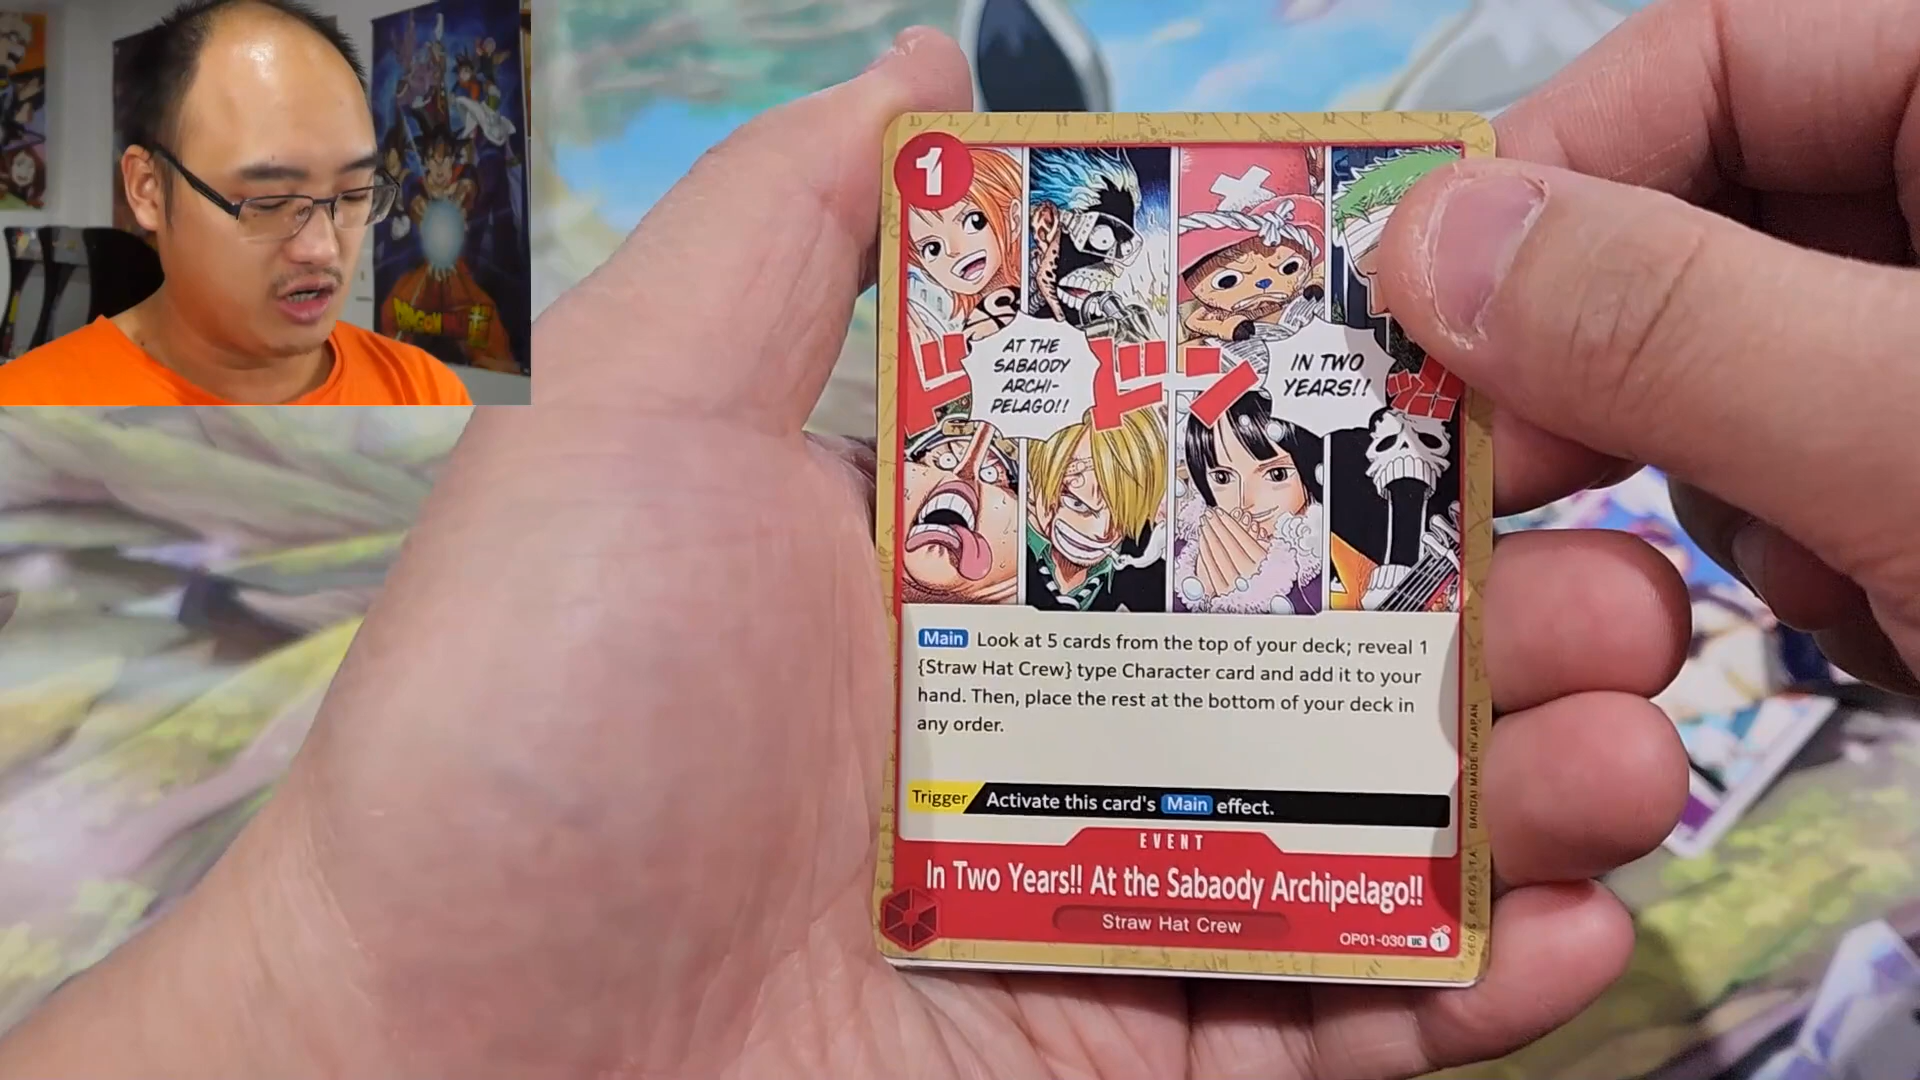 1
AT THE
SABAODY
ARCHI-
PELAGO!!
IN TWO
YEARS!!
ドドン
Main Look at 5 cards from the top of your deck; reveal 1
{Straw Hat Crew} type Character card and add it to your
hand. Then, place the rest at the bottom of your deck in
any order.
Trigger Activate this card's Main effect.
EVENT
In Two Years!! At the Sabaody Archipelago!!
Straw Hat Crew
OP01-030 UC 1
BANDAI MADE IN JAPAN